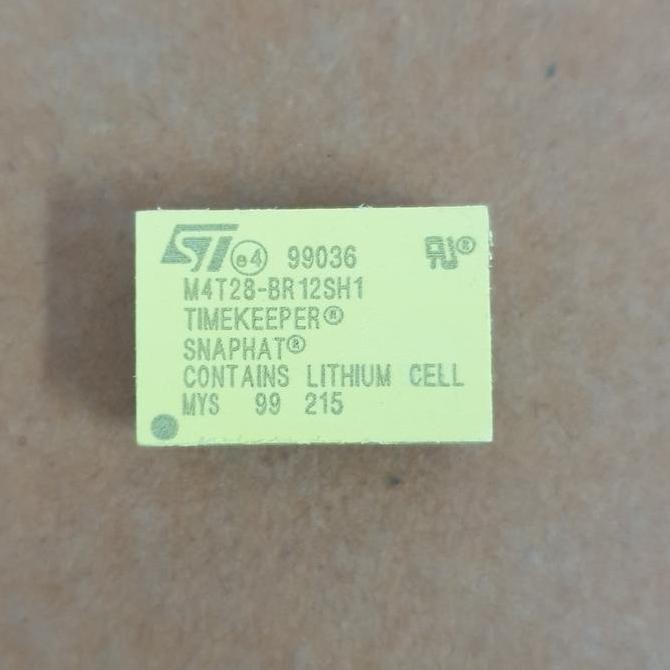 ST e4 99036
M4T28-BR12SH1
TIMEKEEPER®
SNAPHAT®
CONTAINS LITHIUM CELL
MYS 99 215